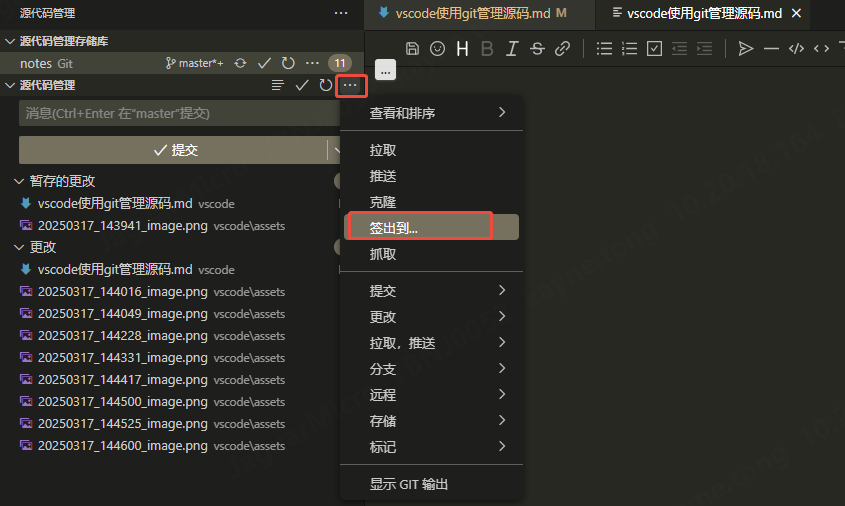 源代码管理 ···
vscode使用git管理源码.md M
vscode使用git管理源码.md
源代码管理存储库
notes Git master*+ ··· 11
H B I S
...
源代码管理 ···
消息(Ctrl+Enter 在"master"提交)
提交
暂存的更改
vscode使用git管理源码.md vscode
20250317_143941_image.png vscode\assets
更改
vscode使用git管理源码.md vscode
20250317_144016_image.png vscode\assets
20250317_144049_image.png vscode\assets
20250317_144228_image.png vscode\assets
20250317_144331_image.png vscode\assets
20250317_144417_image.png vscode\assets
20250317_144500_image.png vscode\assets
20250317_144525_image.png vscode\assets
20250317_144600_image.png vscode\assets
查看和排序
拉取
推送
克隆
签出到...
抓取
提交
更改
拉取，推送
分支
远程
存储
标记
显示 GIT 输出